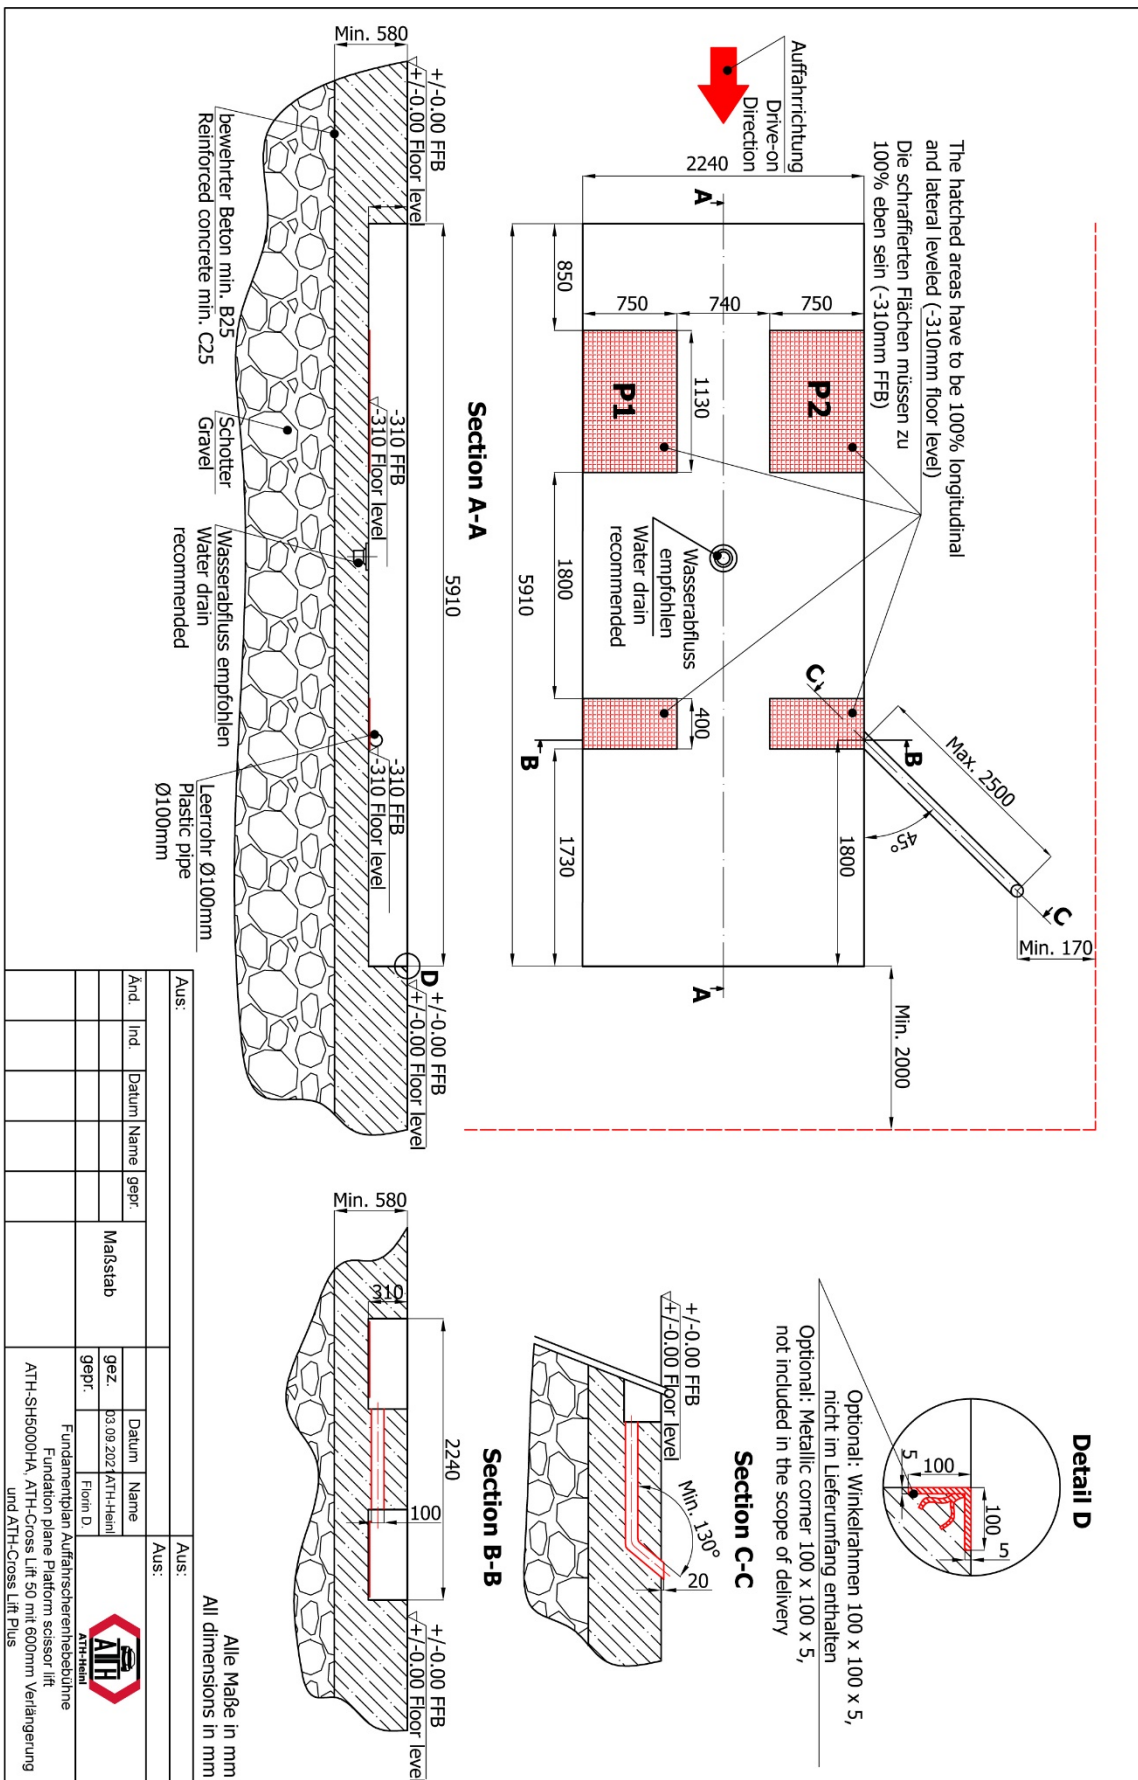 Auffahrrichtung
Drive-on
Direction
The hatched areas have to be 100% longitudinal
and lateral leveled (-310mm floor level)
Die schraffierten Flächen müssen zu
100% eben sein (-310mm FFB)
2240
A
A
850
750
740
750
1130
P1
P2
1800
5910
Wasserabfluss
empfohlen
Water drain
recommended
400
1730
1800
B
B
C
C
Max. 2500
45°
Min. 170
Min. 2000
Section A-A
Min. 580
+/-0.00 FFB
+/-0.00 Floor level
5910
-310 FFB
-310 Floor level
-310 FFB
-310 Floor level
D
+/-0.00 FFB
+/-0.00 Floor level
bewehrter Beton min. B25
Reinforced concrete min. C25
Schotter
Gravel
Wasserabfluss empfohlen
Water drain
recommended
Leerrohr Ø100mm
Plastic pipe
Ø100mm
Detail D
5
100
100
5
Optional: Winkelrahmen 100 x 100 x 5,
nicht im Lieferumfang enthalten
Optional: Metallic corner 100 x 100 x 5,
not included in the scope of delivery
Section C-C
+/-0.00 FFB
+/-0.00 Floor level
Min. 130°
20
Section B-B
Min. 580
310
2240
100
+/-0.00 FFB
+/-0.00 Floor level
Alle Maße in mm
All dimensions in mm
Aus:
Aus:
Aus:
Änd.
Ind.
Datum
Name
gepr.
Maßstab
Datum
Name
gez.
03.09.2021
ATH-Heinl
gepr.
Florin D.
ATH
ATH-Heinl
Fundamentplan Auffahrscherenhebebühne
Fundation plane Platform scissor lift
ATH-SH5000HA, ATH-Cross Lift 50 mit 600mm Verlängerung
und ATH-Cross Lift Plus